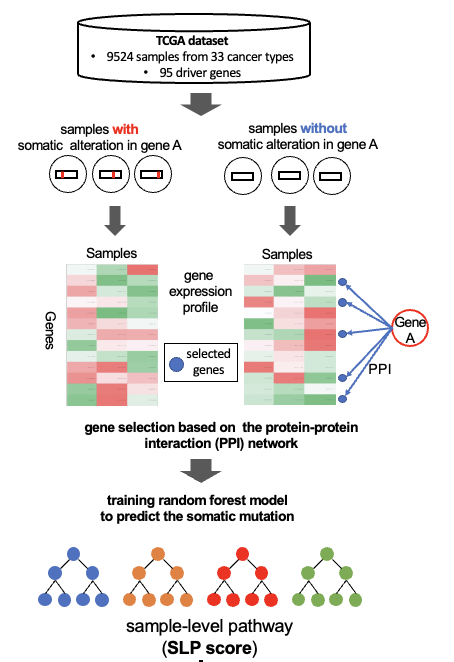 TCGA dataset
• 9524 samples from 33 cancer types
• 95 driver genes
samples with
somatic alteration in gene A
samples without
somatic alteration in gene A
Samples
Genes
gene
expression
profile
selected
genes
Samples
Gene
A
PPI
gene selection based on the protein-protein
interaction (PPI) network
training random forest model
to predict the somatic mutation
sample-level pathway
(SLP score)